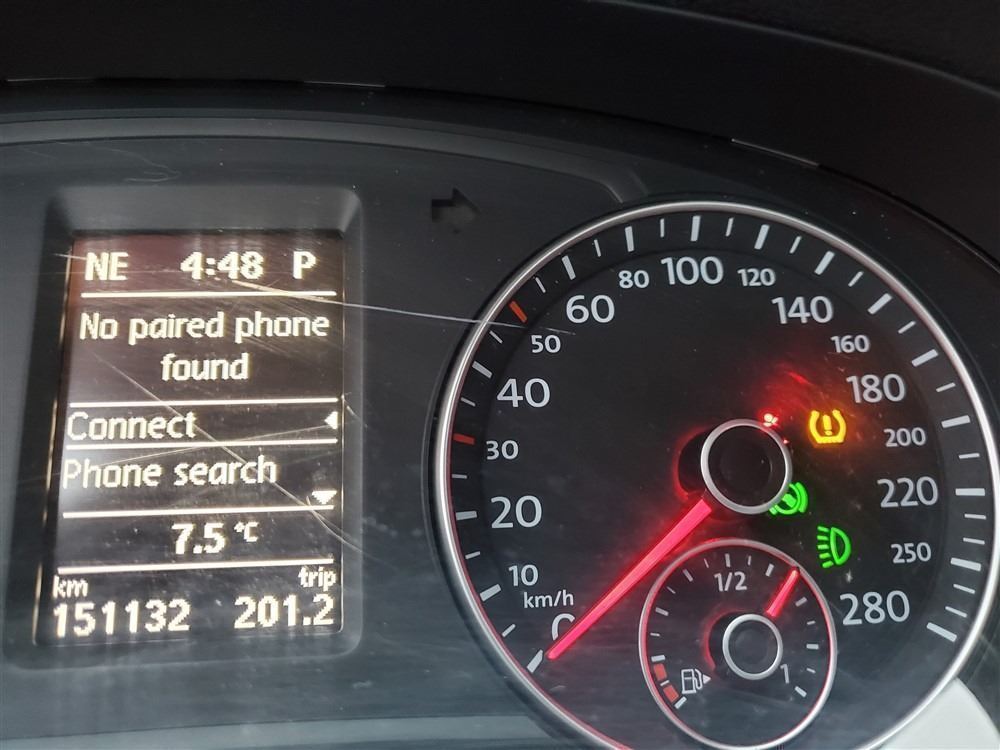 NE 4:48 P
No paired phone
found
Connect
Phone search
7.5 °C
km trip
151132 201.2
80 100 120
60 140
50 160
40 180
30 200
20 220
10 250
km/h
0 280
1/2
1